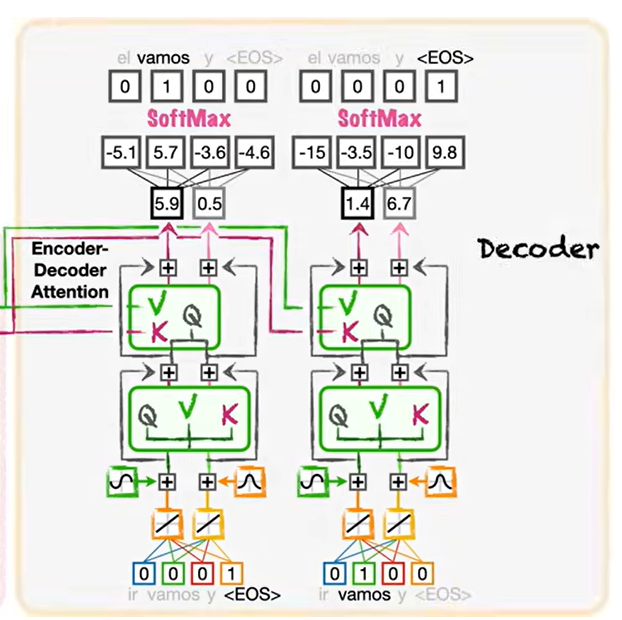 el vamos y <EOS> el vamos y <EOS>
0 1 0 0 0 0 0 1
SoftMax SoftMax
-5.1 5.7 -3.6 -4.6 -15 -3.5 -10 9.8
5.9 0.5 1.4 6.7
Encoder-
Decoder
Attention
Decoder
+ + + +
V Q V Q
K K
+ + + +
Q V K Q V K
+ + + +
0 0 0 1 0 1 0 0
ir vamos y <EOS> ir vamos y <EOS>